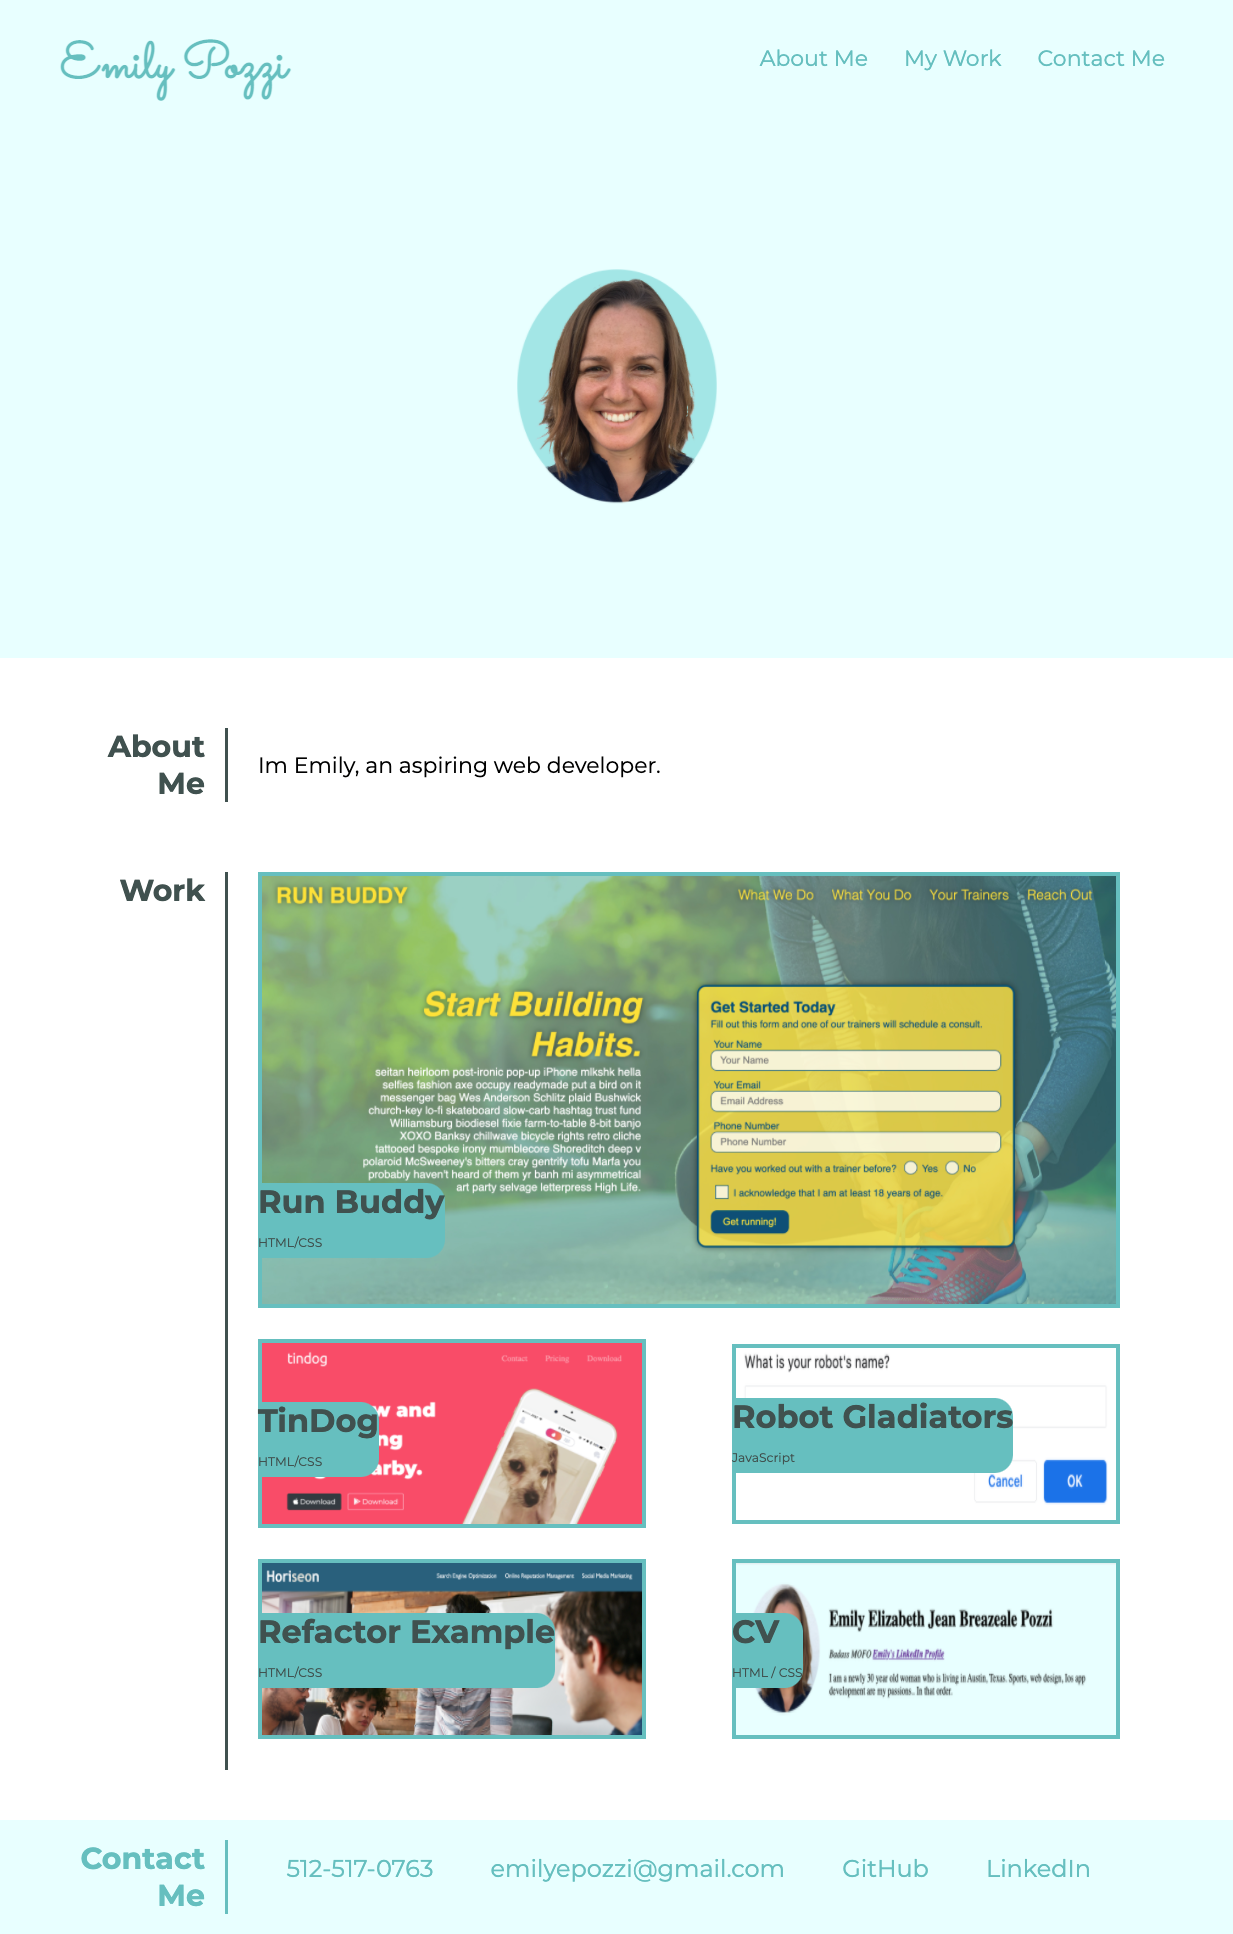 Emily Pozzi
About Me My Work Contact Me
About
Me
Im Emily, an aspiring web developer.
Work
RUN BUDDY
What We Do What You Do Your Trainers Reach Out
Start Building
Habits.
seitan heirloom post-ironic pop-up iPhone mlkshk hella
selfies fashion axe occupy readymade put a bird on it
messenger bag Wes Anderson Schlitz plaid Bushwick
church-key lo-fi skateboard slow-carb hashtag trust fund
Williamsburg biodiesel fixie farm-to-table 8-bit banjo
XOXO Banksy chillwave bicycle rights retro cliche
tattooed bespoke irony mumblecore Shoreditch deep v
polaroid McSweeney's bitters cray gentrify tofu Marfa you
probably haven't heard of them yr banh mi asymmetrical
art party selvage letterpress High Life.
Get Started Today
Fill out this form and one of our trainers will schedule a consult.
Your Name
Your Name
Your Email
Email Address
Phone Number
Phone Number
Have you worked out with a trainer before? Yes No
I acknowledge that I am at least 18 years of age.
Get running!
Run Buddy
HTML/CSS
tindog
Contact Pricing Download
w and
ng
arby.
Download Download
TinDog
HTML/CSS
What is your robot's name?
Robot Gladiators
JavaScript
Cancel OK
Horiseon
Search Engine Optimization Online Reputation Management Social Media Marketing
Refactor Example
HTML/CSS
Emily Elizabeth Jean Breazeale Pozzi
Badass MOFO Emily's LinkedIn Profile
I am a newly 30 year old woman who is living in Austin, Texas. Sports, web design, Ios app
development are my passions.. In that order.
CV
HTML / CSS
Contact
Me
512-517-0763 emilyepozzi@gmail.com GitHub LinkedIn